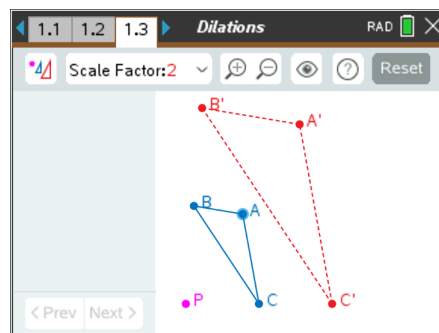 1.1 1.2 1.3 Dilations RAD
Scale Factor:2 Reset
B'
A'
B
A
P
C
C'
< Prev Next >